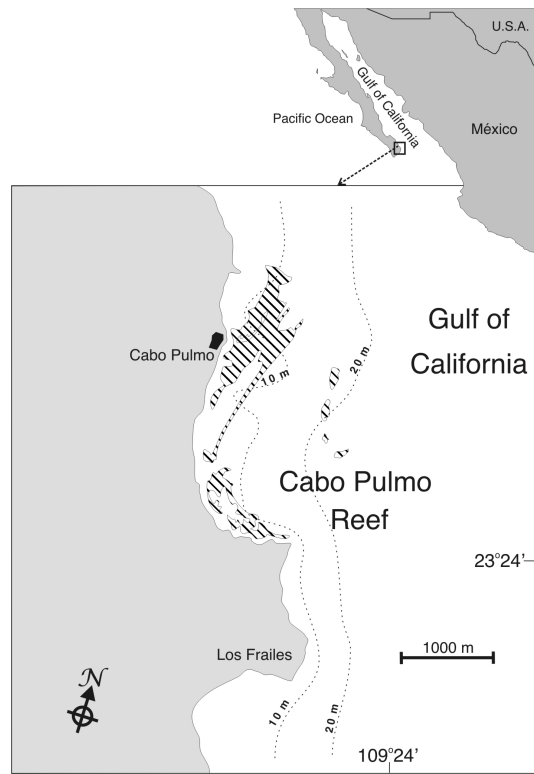 U.S.A.
Gulf of California
Pacific Ocean
México
Gulf of
California
Cabo Pulmo
10 m
20 m
Cabo Pulmo
Reef
23°24'
1000 m
Los Frailes
N
10 m
20 m
109°24'